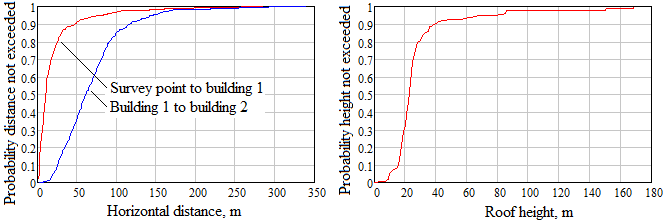 Probability distance not exceeded
1
0.9
0.8
0.7
0.6
0.5
0.4
0.3
0.2
0.1
0
Survey point to building 1
Building 1 to building 2
0 50 100 150 200 250 300 350
Horizontal distance, m
Probability height not exceeded
1
0.9
0.8
0.7
0.6
0.5
0.4
0.3
0.2
0.1
0
0 20 40 60 80 100 120 140 160 180
Roof height, m